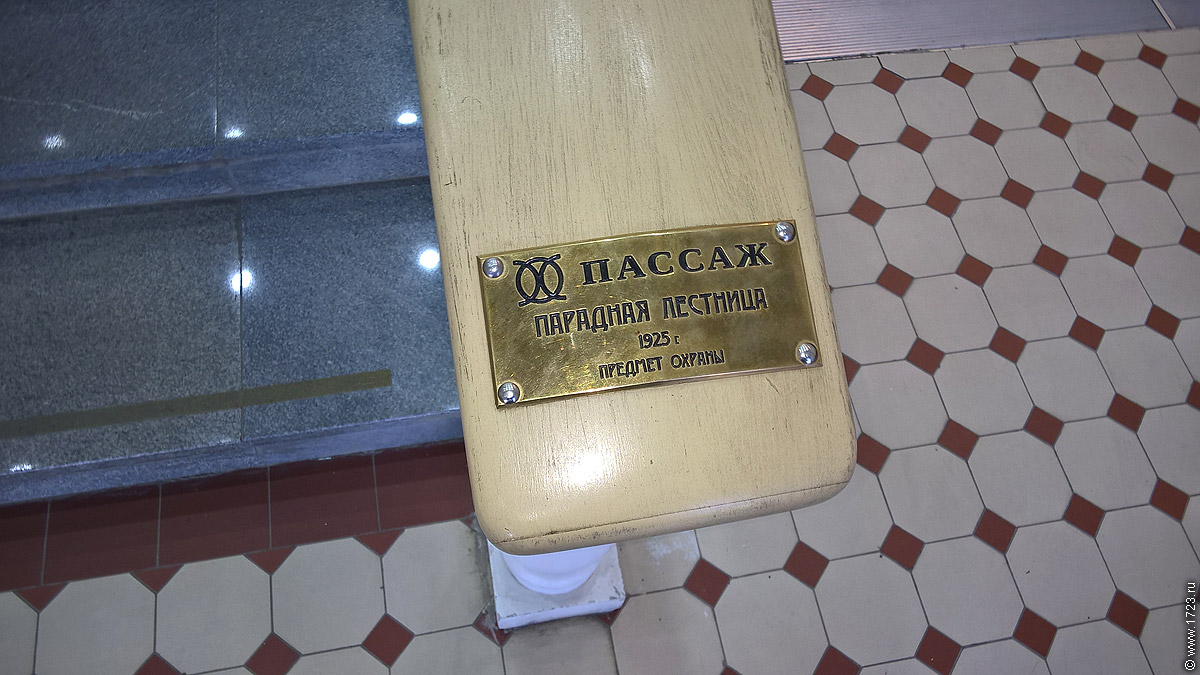 ПАССАЖ
ПАРАДНАЯ ЛЕСТНИЦА
1925 г.
ПРЕДМЕТ ОХРАНЫ
© www.1723.ru